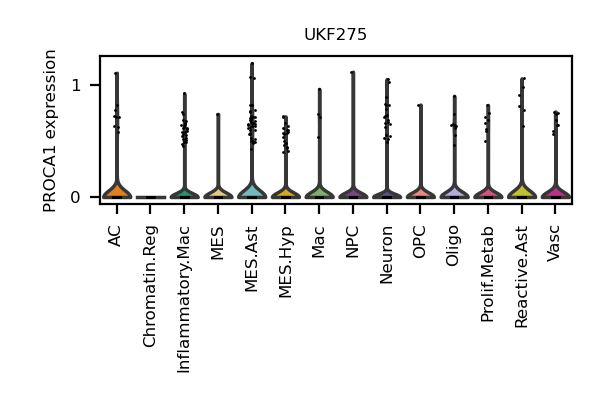 UKF275
PROCA1 expression
1
0
AC
Chromatin.Reg
Inflammatory.Mac
MES
MES.Ast
MES.Hyp
Mac
NPC
Neuron
OPC
Oligo
Prolif.Metab
Reactive.Ast
Vasc